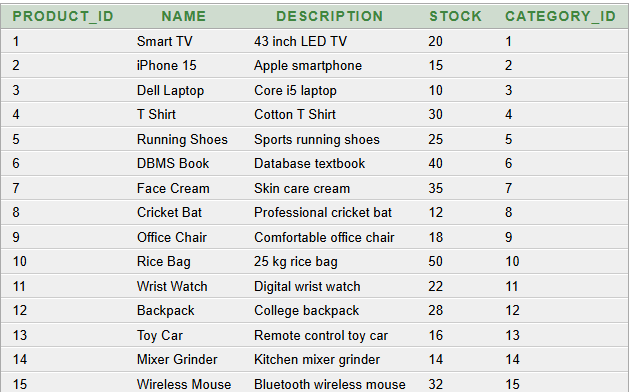 PRODUCT_ID NAME DESCRIPTION STOCK CATEGORY_ID
1 Smart TV 43 inch LED TV 20 1
2 iPhone 15 Apple smartphone 15 2
3 Dell Laptop Core i5 laptop 10 3
4 T Shirt Cotton T Shirt 30 4
5 Running Shoes Sports running shoes 25 5
6 DBMS Book Database textbook 40 6
7 Face Cream Skin care cream 35 7
8 Cricket Bat Professional cricket bat 12 8
9 Office Chair Comfortable office chair 18 9
10 Rice Bag 25 kg rice bag 50 10
11 Wrist Watch Digital wrist watch 22 11
12 Backpack College backpack 28 12
13 Toy Car Remote control toy car 16 13
14 Mixer Grinder Kitchen mixer grinder 14 14
15 Wireless Mouse Bluetooth wireless mouse 32 15